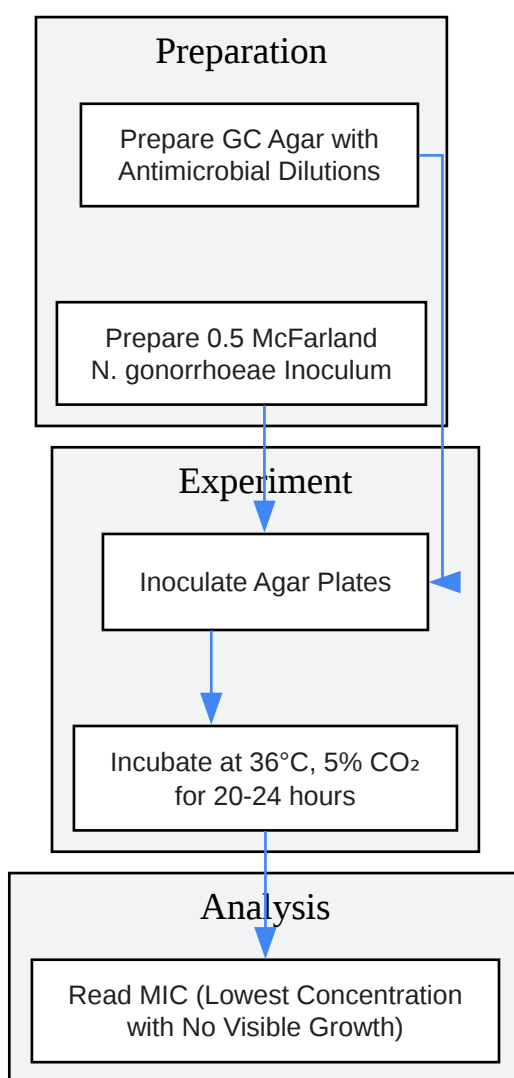 Preparation
Prepare GC Agar with
Antimicrobial Dilutions
Prepare 0.5 McFarland
N. gonorrhoeae Inoculum
Experiment
Inoculate Agar Plates
Incubate at 36°C, 5% CO₂
for 20-24 hours
Analysis
Read MIC (Lowest Concentration
with No Visible Growth)